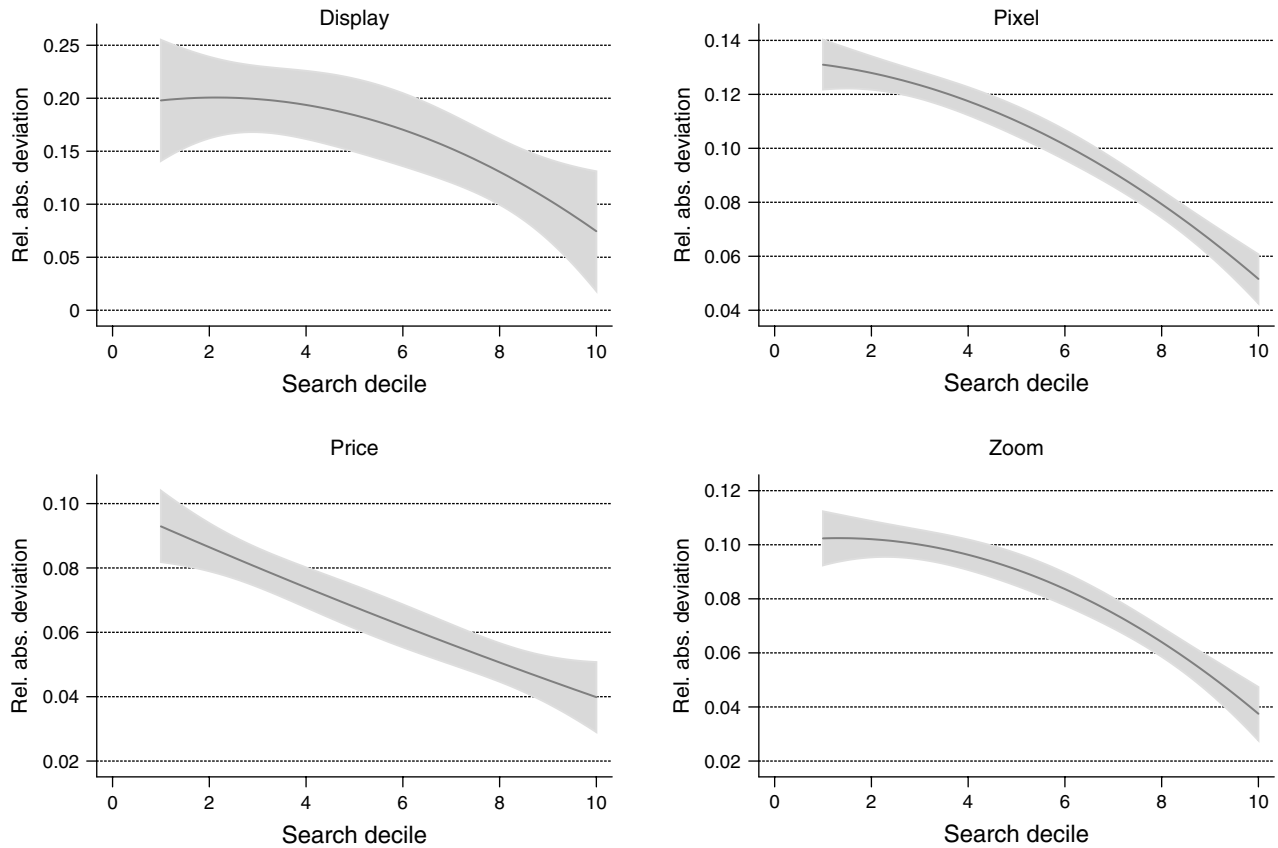 Display
Rel. abs. deviation
0.25
0.20
0.15
0.10
0.05
0
0 2 4 6 8 10
Search decile
Pixel
Rel. abs. deviation
0.14
0.12
0.10
0.08
0.06
0.04
0 2 4 6 8 10
Search decile
Price
Rel. abs. deviation
0.10
0.08
0.06
0.04
0.02
0 2 4 6 8 10
Search decile
Zoom
Rel. abs. deviation
0.12
0.10
0.08
0.06
0.04
0.02
0 2 4 6 8 10
Search decile